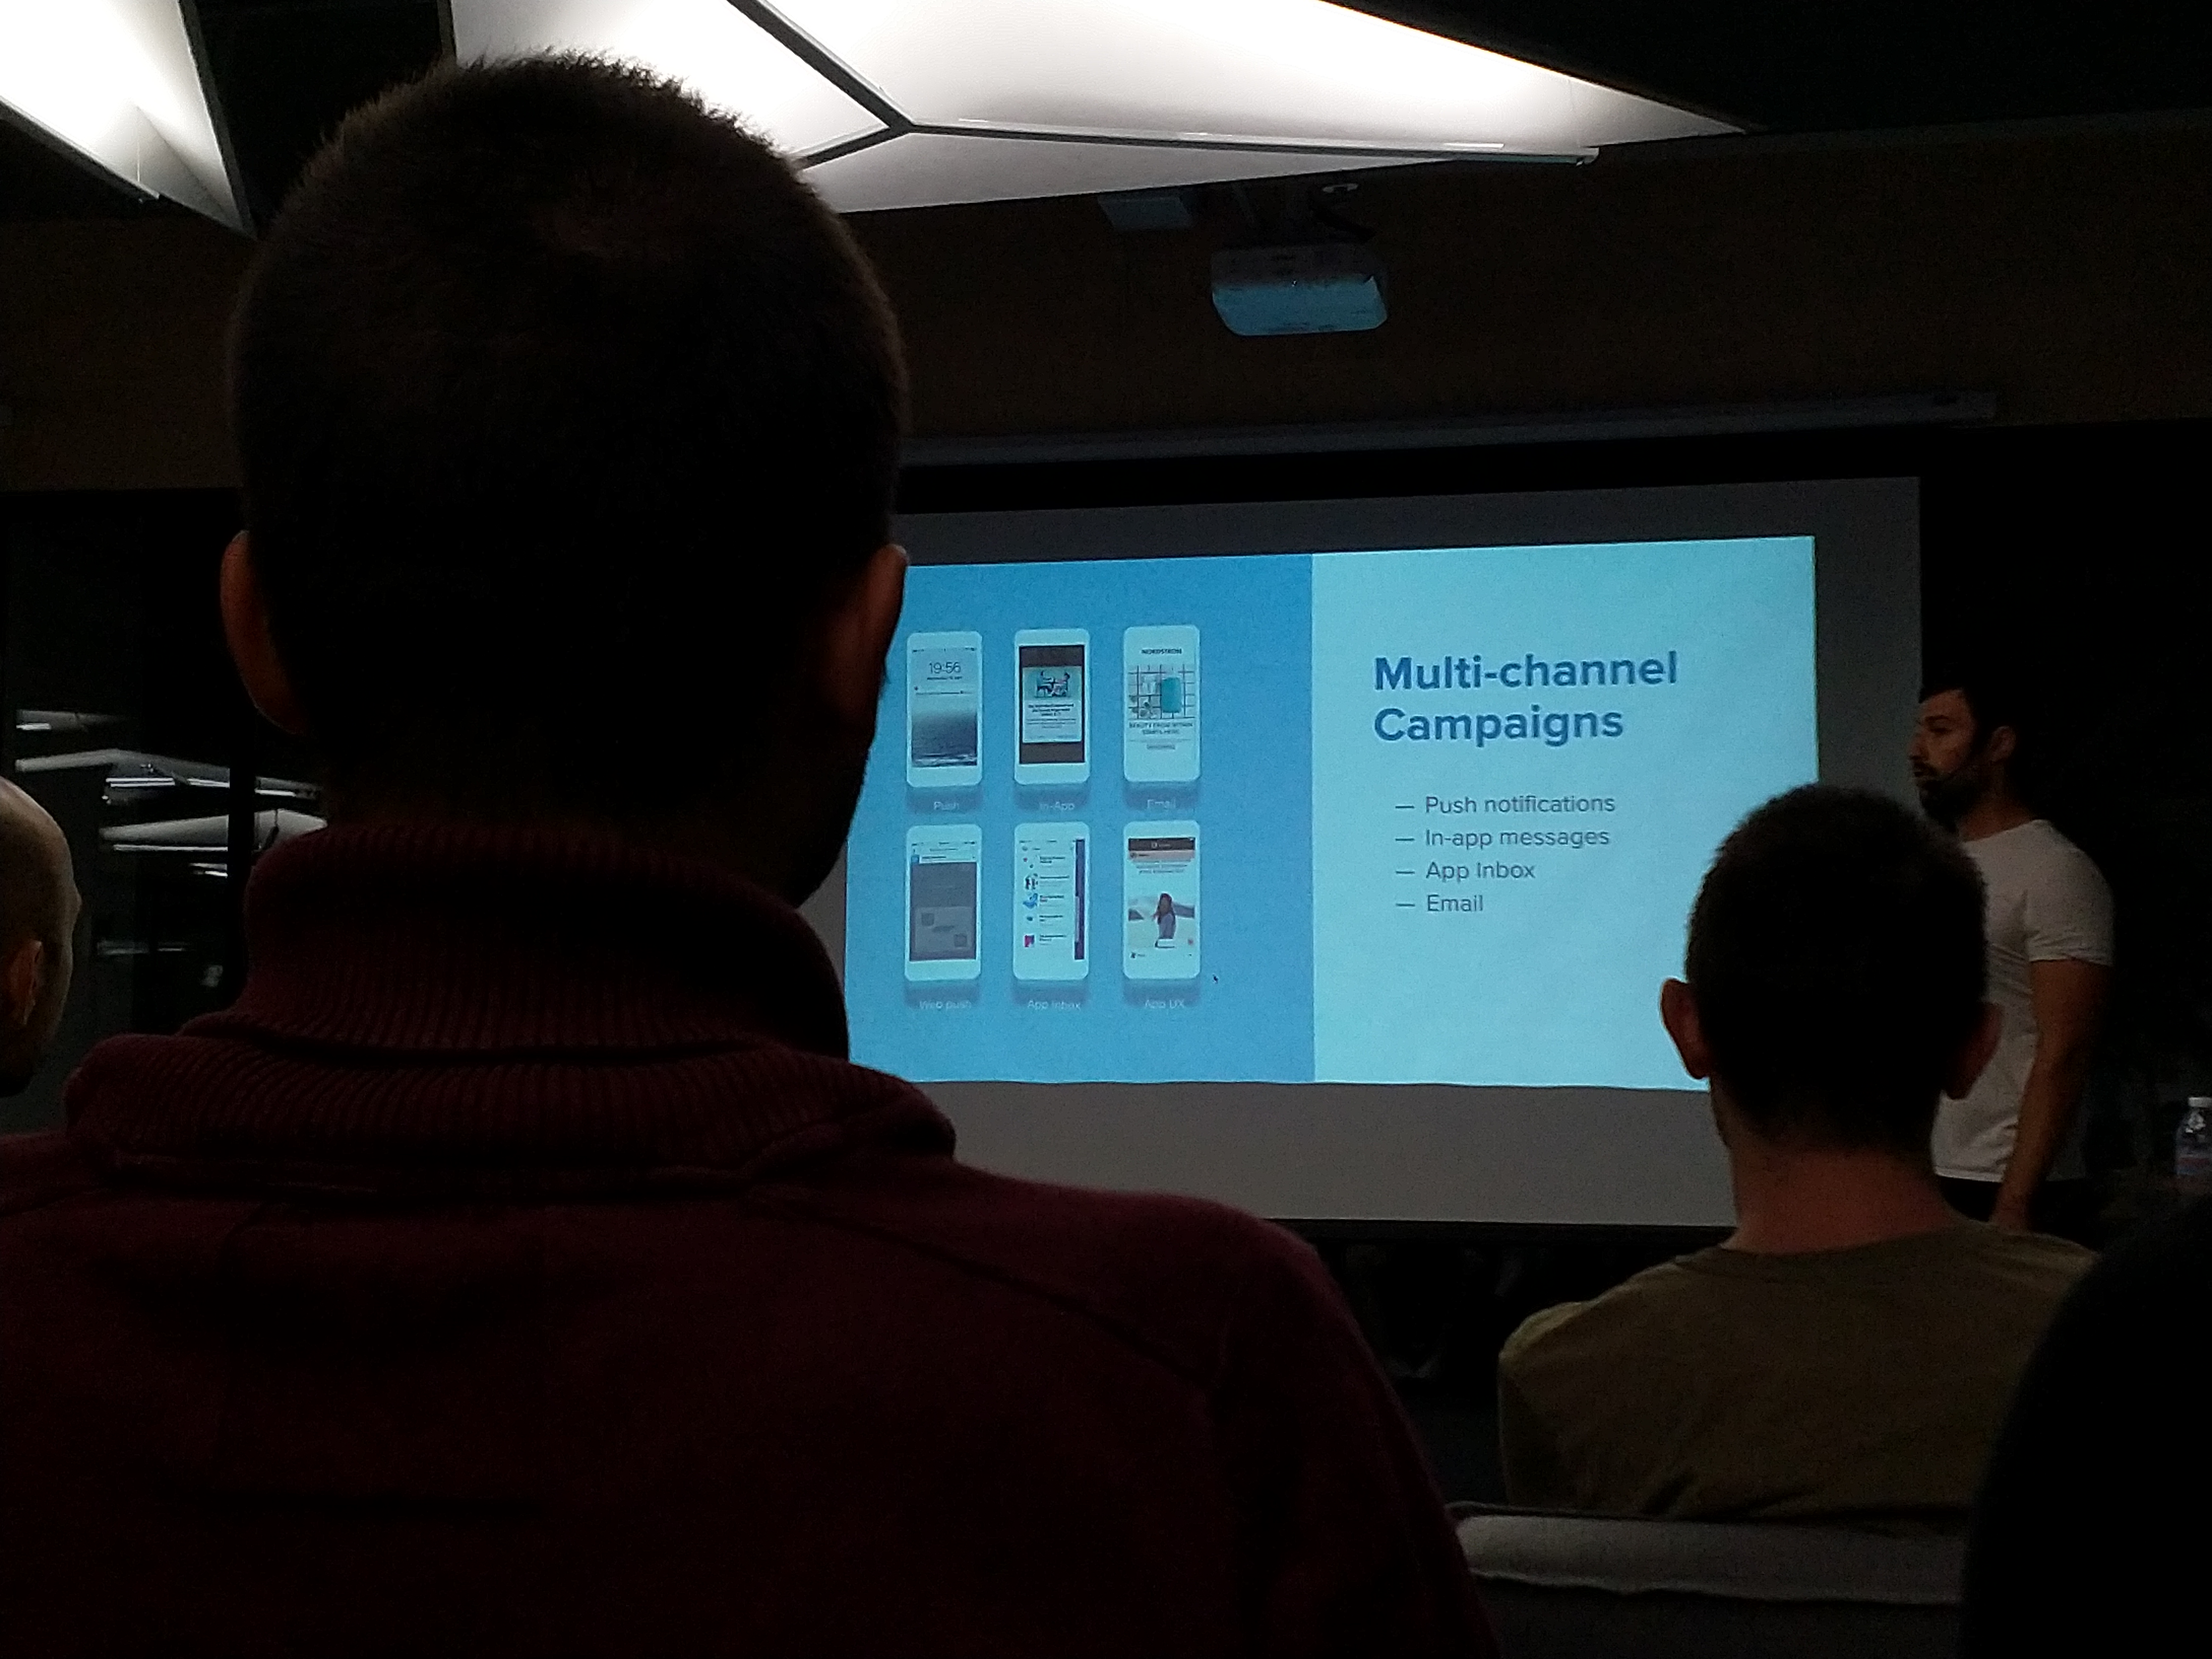 19:56
NORDSTROM
Push
In-App
Email
Web push
App Inbox
App UX
Multi-channel
Campaigns
— Push notifications
— In-app messages
— App Inbox
— Email